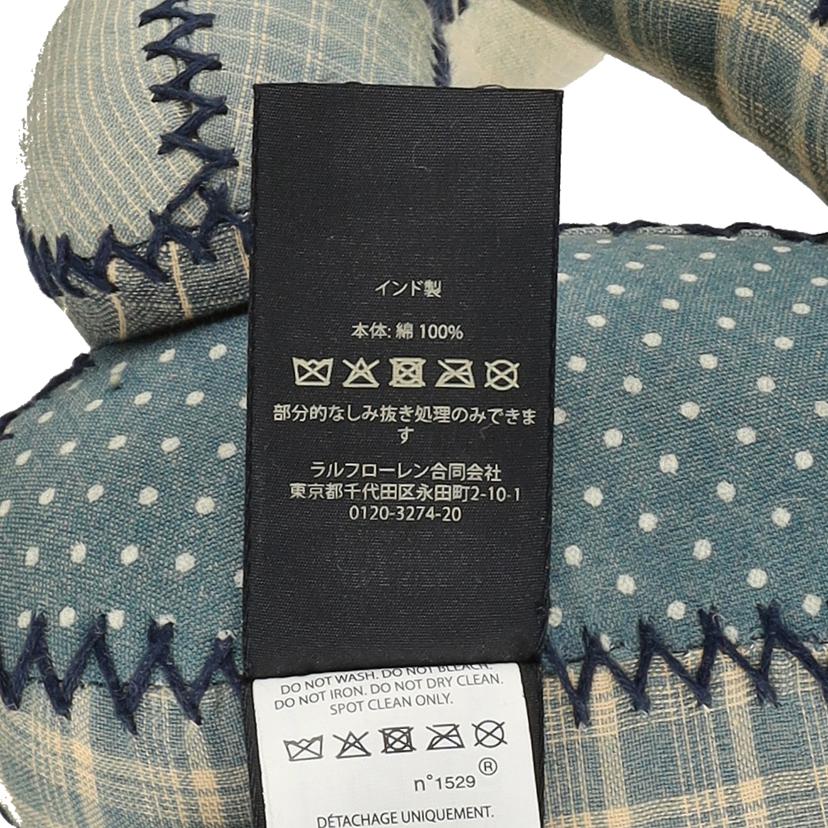 インド製
本体: 綿 100%
部分的なしみ抜き処理のみできま
す
ラルフローレン合同会社
東京都千代田区永田町2-10-1
0120-3274-20
DO NOT WASH. DO NOT BLEACH.
DO NOT IRON. DO NOT DRY CLEAN.
SPOT CLEAN ONLY.
®
n°1529
DÉTACHAGE UNIQUEMENT.